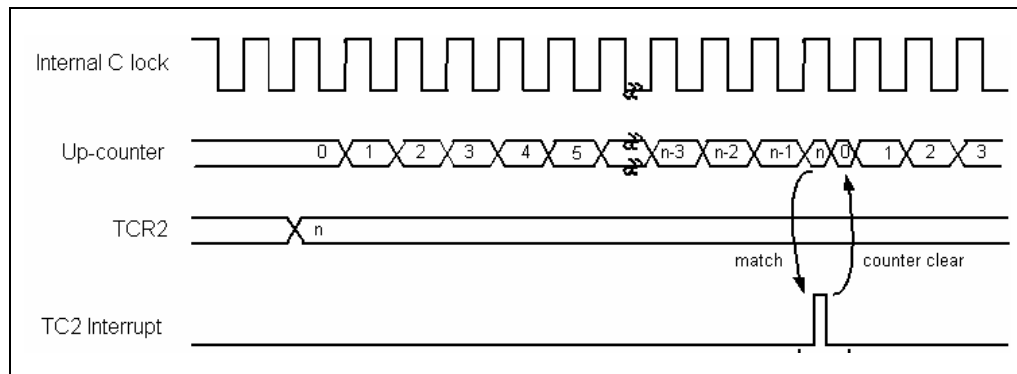 Internal C lock
Up-counter 0 1 2 3 4 5 n-3 n-2 n-1 n 0 1 2 3
TCR2 n
match counter clear
TC2 Interrupt